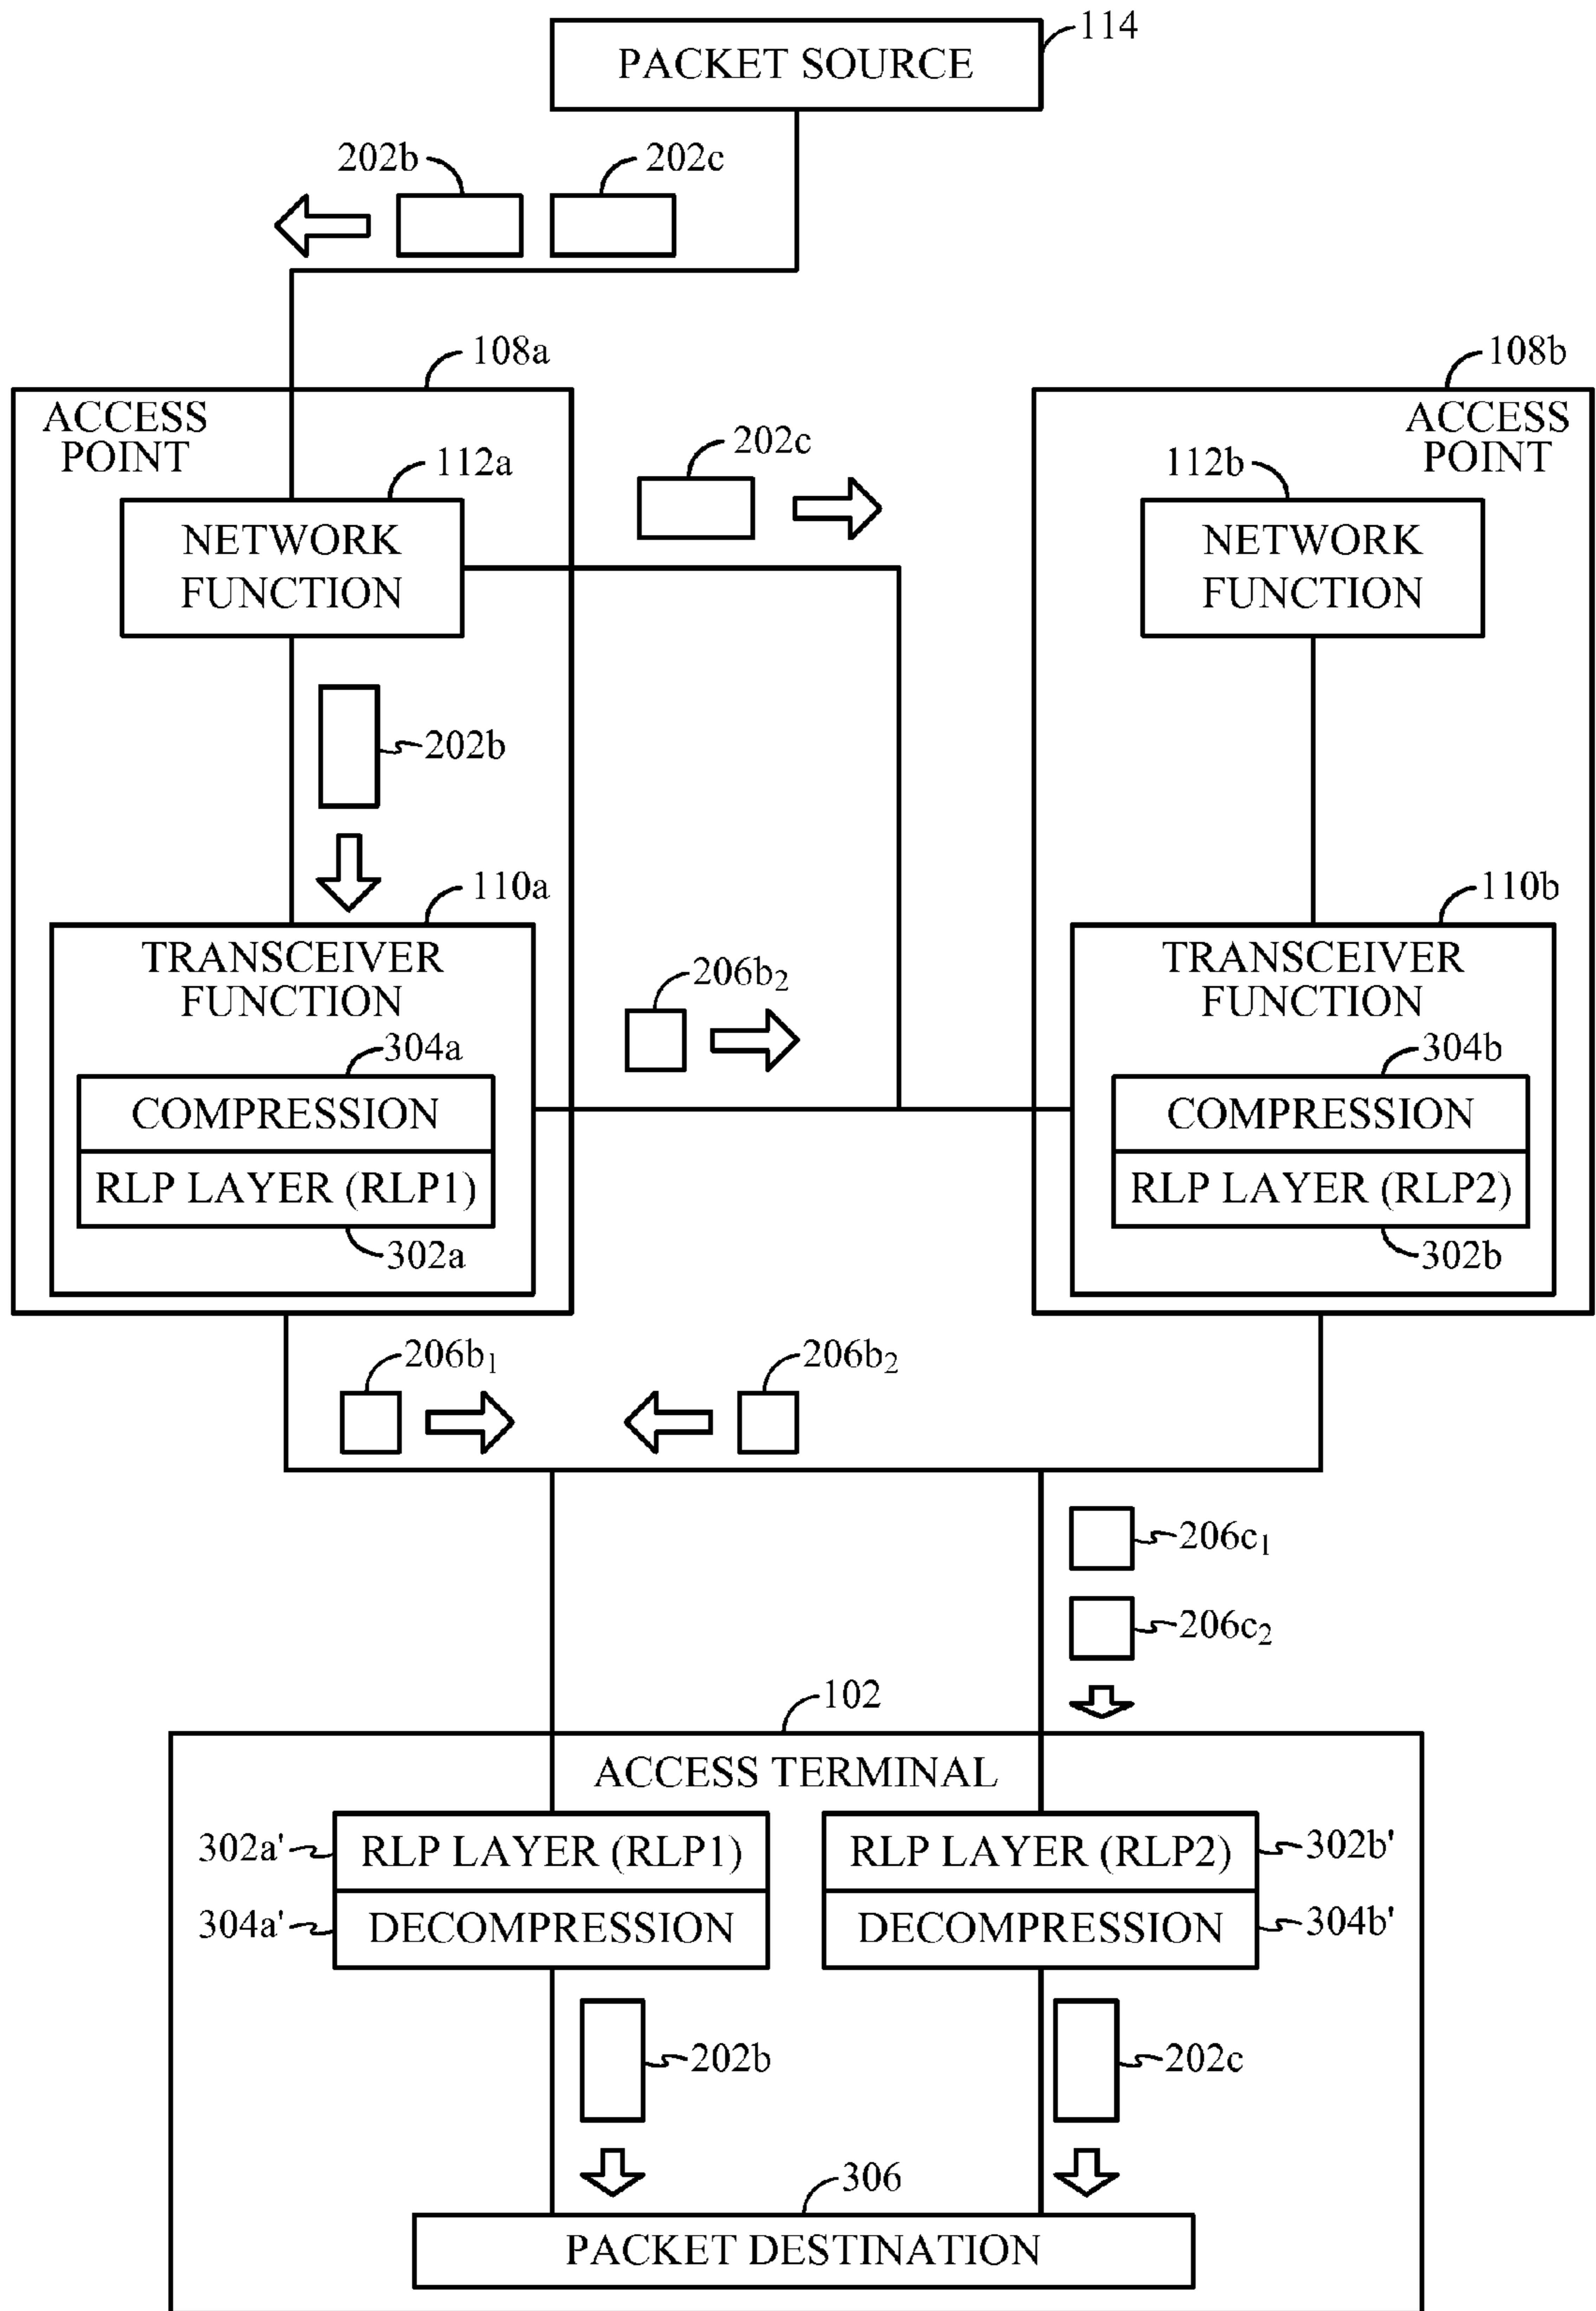 114
PACKET SOURCE
202b
202c
108a
108b
ACCESS
POINT
ACCESS
POINT
202c
112a
112b
NETWORK
FUNCTION
NETWORK
FUNCTION
202b
110a
110b
TRANSCEIVER
FUNCTION
TRANSCEIVER
FUNCTION
206b2
304a
304b
COMPRESSION
COMPRESSION
RLP LAYER (RLP1)
RLP LAYER (RLP2)
302a
302b
206b1
206b2
206c1
206c2
102
ACCESS TERMINAL
302a'
RLP LAYER (RLP1)
RLP LAYER (RLP2)
302b'
304a'
DECOMPRESSION
DECOMPRESSION
304b'
202b
202c
306
PACKET DESTINATION